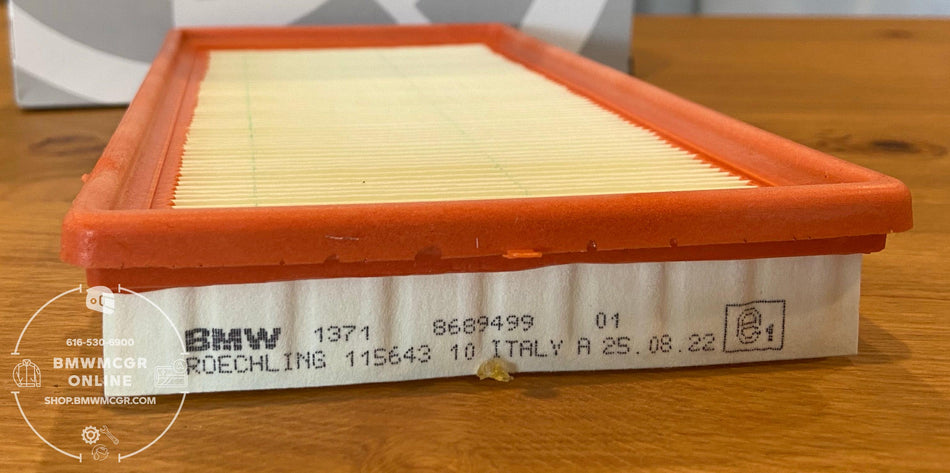 BMW 1371 8689499 01
ROECHLING 115643 10 ITALY A 25.08.22
1
616-530-6900
BMWMCGR
ONLINE
SHOP.BMWMCGR.COM